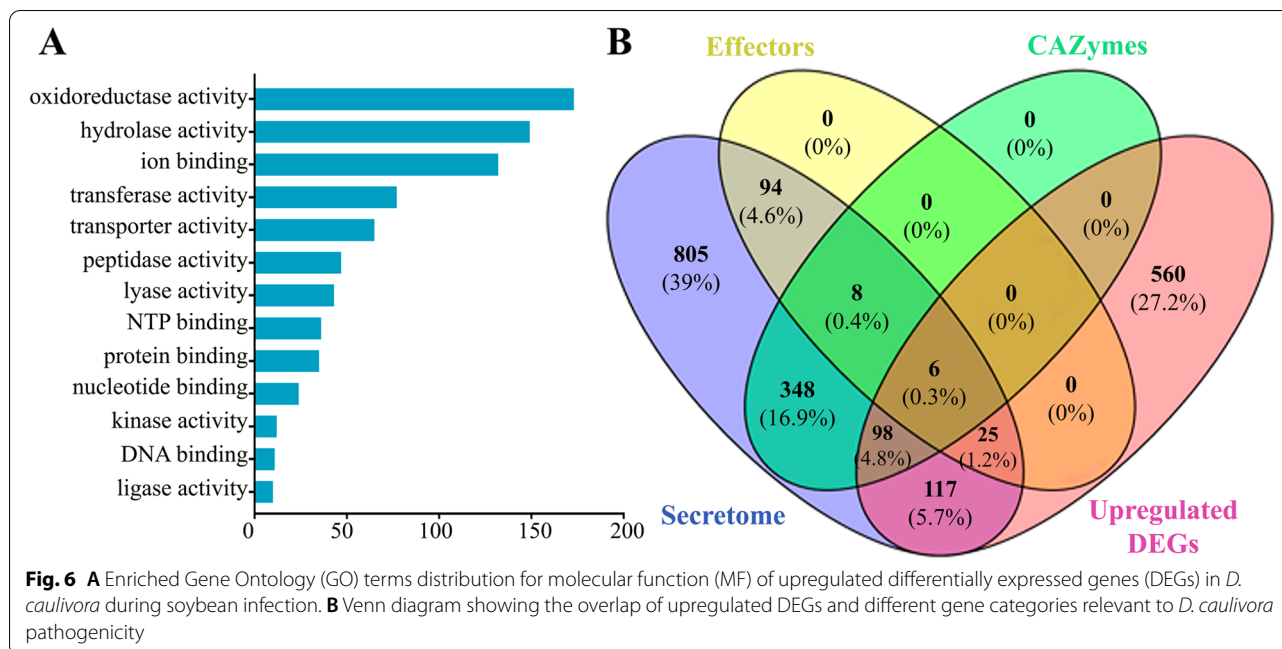 A
oxidoreductase activity
hydrolase activity
ion binding
transferase activity
transporter activity
peptidase activity
lyase activity
NTP binding
protein binding
nucleotide binding
kinase activity
DNA binding
ligase activity
0 50 100 150 200
B
Effectors
CAZymes
Secretome
Upregulated
DEGs
0
(0%)
0
(0%)
94
(4.6%)
0
(0%)
0
(0%)
805
(39%)
560
(27.2%)
8
(0.4%)
0
(0%)
348
(16.9%)
6
(0.3%)
0
(0%)
98
(4.8%)
25
(1.2%)
117
(5.7%)
Fig. 6 A Enriched Gene Ontology (GO) terms distribution for molecular function (MF) of upregulated differentially expressed genes (DEGs) in D.
caulivora during soybean infection. B Venn diagram showing the overlap of upregulated DEGs and different gene categories relevant to D. caulivora
pathogenicity